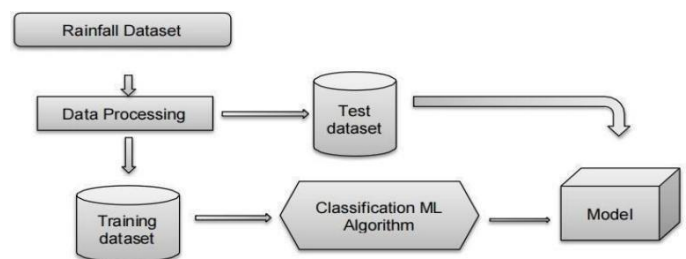 Rainfall Dataset
Data Processing
Test
dataset
Training
dataset
Classification ML
Algorithm
Model